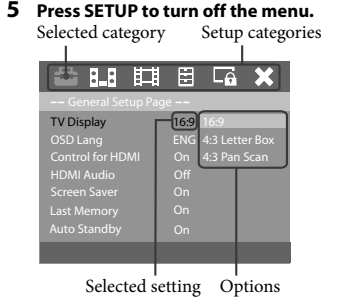 5 Press SETUP to turn off the menu.
Selected category Setup categories
-- General Setup Page --
TV Display 16:9 16:9
OSD Lang ENG 4:3 Letter Box
Control for HDMI On 4:3 Pan Scan
HDMI Audio Off
Screen Saver On
Last Memory On
Auto Standby On
Selected setting Options